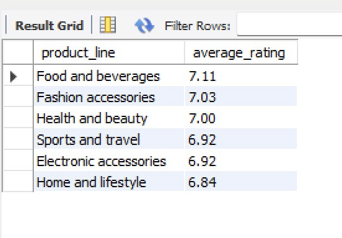 Result Grid Filter Rows:
product_line average_rating
Food and beverages 7.11
Fashion accessories 7.03
Health and beauty 7.00
Sports and travel 6.92
Electronic accessories 6.92
Home and lifestyle 6.84